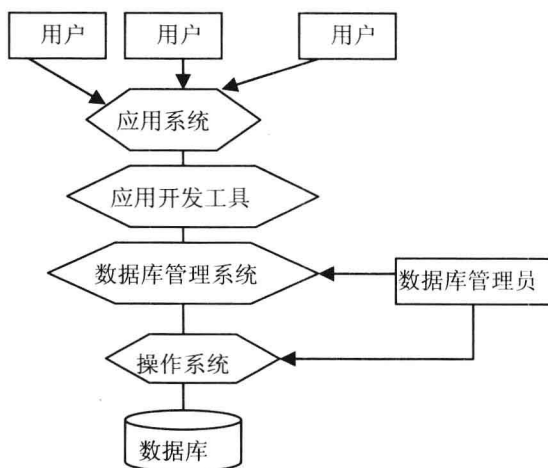 用户
用户
用户
应用系统
应用开发工具
数据库管理系统
数据库管理员
操作系统
数据库